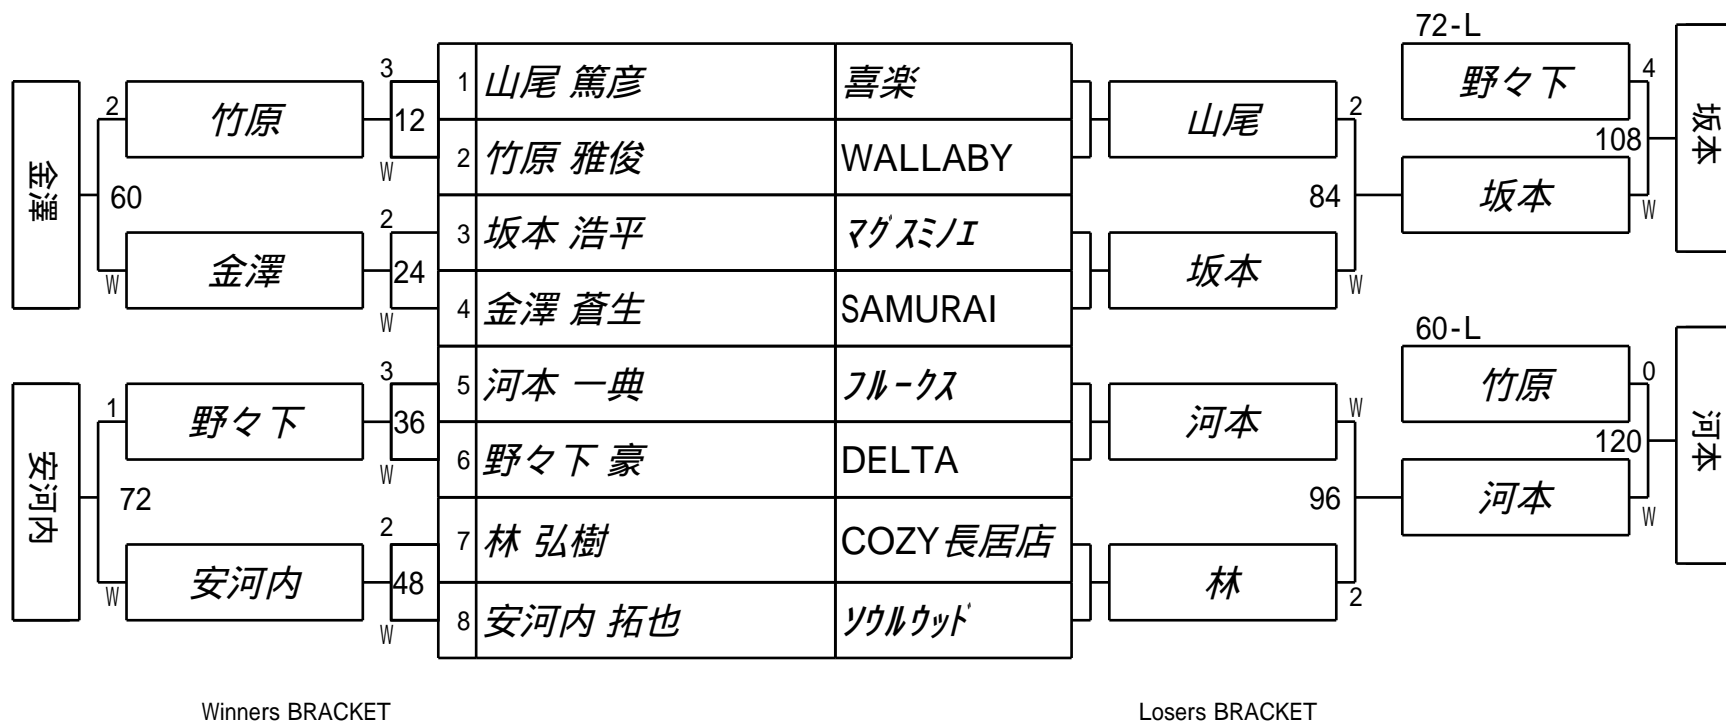 72-L
1 山尾 篤彦 喜楽
2 竹原 雅俊 WALLABY
3 坂本 浩平 ﾏｸﾞｽﾐﾉｴ
4 金澤 蒼生 SAMURAI
5 河本 一典 ﾌﾙｰｸｽ
6 野々下 豪 DELTA
7 林 弘樹 COZY長居店
8 安河内 拓也 ｿｳﾙｳｯﾄﾞ
3
12
W
2
24
W
3
36
W
2
48
W
竹原
金澤
野々下
安河内
2
60
W
1
72
W
金澤
安河内
山尾
坂本
河本
林
2
84
W
W
96
2
野々下
坂本
4
108
W
坂本
60-L
竹原
河本
0
120
W
河本
Winners BRACKET
Losers BRACKET